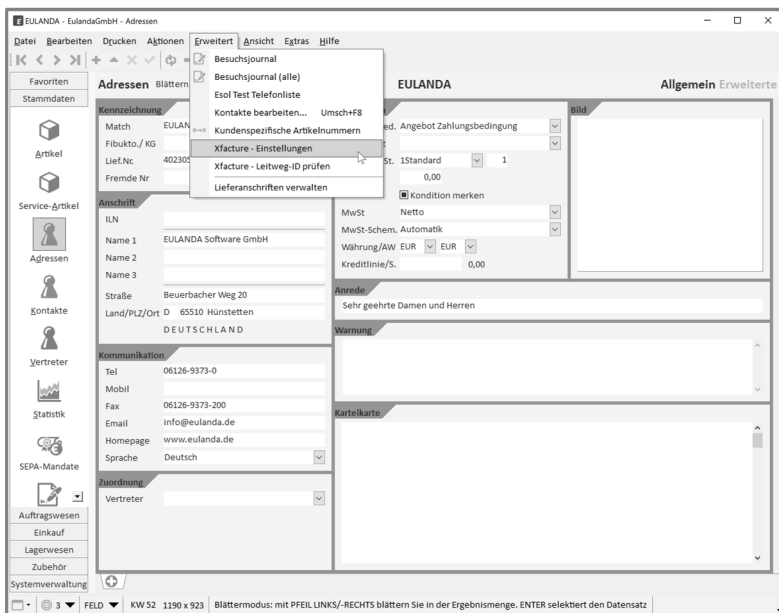 EULANDA - EulandaGmbH - Adressen
Datei Bearbeiten Drucken Aktionen Erweitert Ansicht Extras Hilfe
Favoriten
Stammdaten
Artikel
Service-Artikel
Adressen
Kontakte
Vertreter
Statistik
SEPA-Mandate
Auftragswesen
Einkauf
Lagerwesen
Zubehör
Systemverwaltung
Adressen Blättern
EULANDA
Allgemein Erweiterte
Besuchsjournal
Besuchsjournal (alle)
Esol Test Telefonliste
Kontakte bearbeiten... Umsch+F8
Kundenspezifische Artikelnummern
Xfacture - Einstellungen
Xfacture - Leitweg-ID prüfen
Lieferanschriften verwalten
Kennzeichnung
Match EULAN
Fibukto./ KG
Lief.Nr. 402305
Fremde Nr
Anschrift
ILN
Name 1 EULANDA Software GmbH
Name 2
Name 3
Straße Beuerbacher Weg 20
Land/PLZ/Ort D 65510 Hünstetten
DEUTSCHLAND
Kommunikation
Tel 06126-9373-0
Mobil
Fax 06126-9373-200
Email info@eulanda.de
Homepage www.eulanda.de
Sprache Deutsch
Zuordnung
Vertreter
ed. Angebot Zahlungsbedingung
t
St. 1Standard 1
0,00
Kondition merken
MwSt Netto
MwSt-Schem. Automatik
Währung/AW EUR EUR
Kreditlinie/S. 0,00
Bild
Anrede
Sehr geehrte Damen und Herren
Warnung
Karteikarte
3 FELD KW 52 1190 x 923 Blättermodus: mit PFEIL LINKS/-RECHTS blättern Sie in der Ergebnismenge. ENTER selektiert den Datensatz